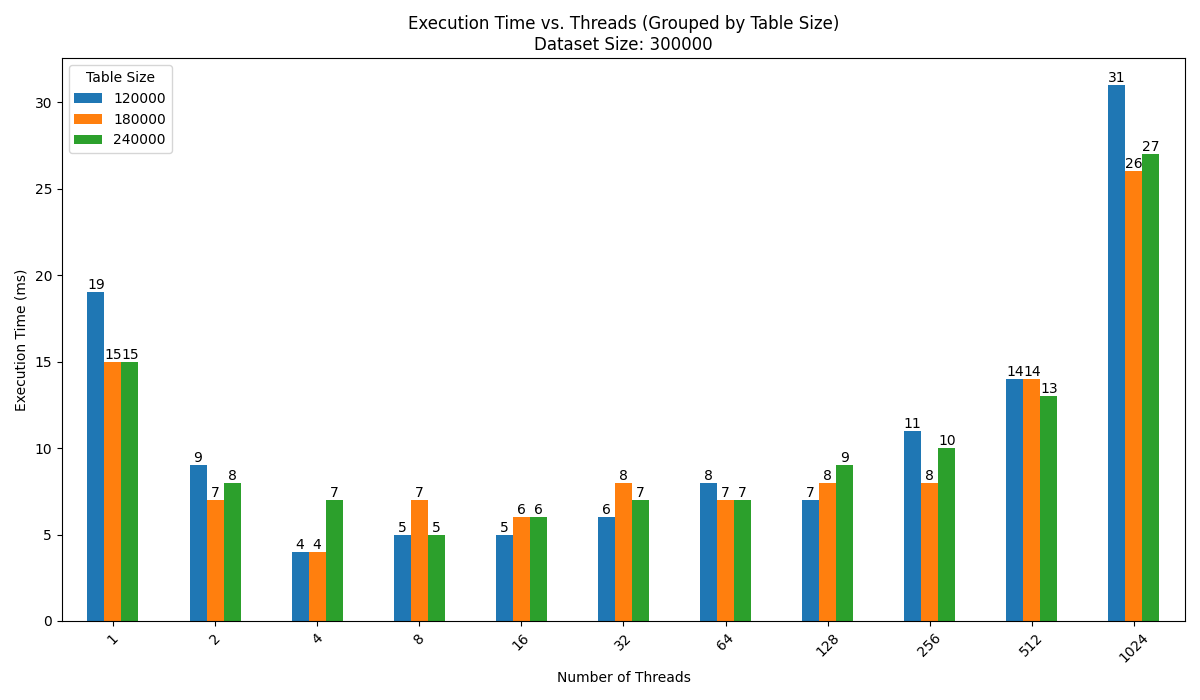 Execution Time vs. Threads (Grouped by Table Size)
Dataset Size: 300000
Table Size
120000
180000
240000
Execution Time (ms)
30
25
20
15
10
5
0
19 15 15
9 7 8
4 4 7
5 7 5
5 6 6
6 8 7
8 7 7
7 8 9
11 8 10
14 14 13
31 26 27
1 2 4 8 16 32 64 128 256 512 1024
Number of Threads